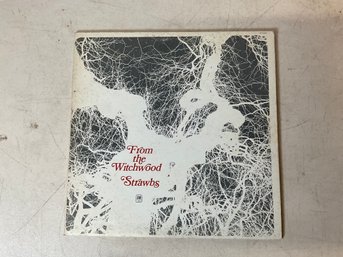 From
the
Witchwood
Strawbs